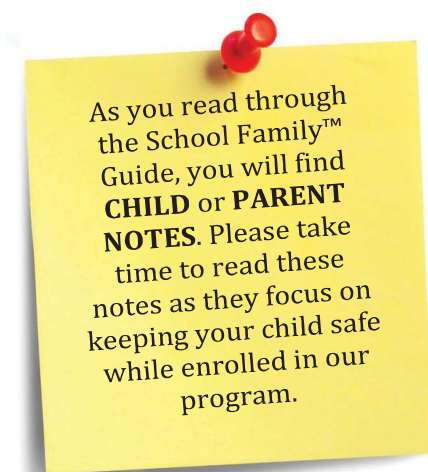 As you read through
the School Family™
Guide, you will find
CHILD or PARENT
NOTES. Please take
time to read these
notes as they focus on
keeping your child safe
while enrolled in our
program.